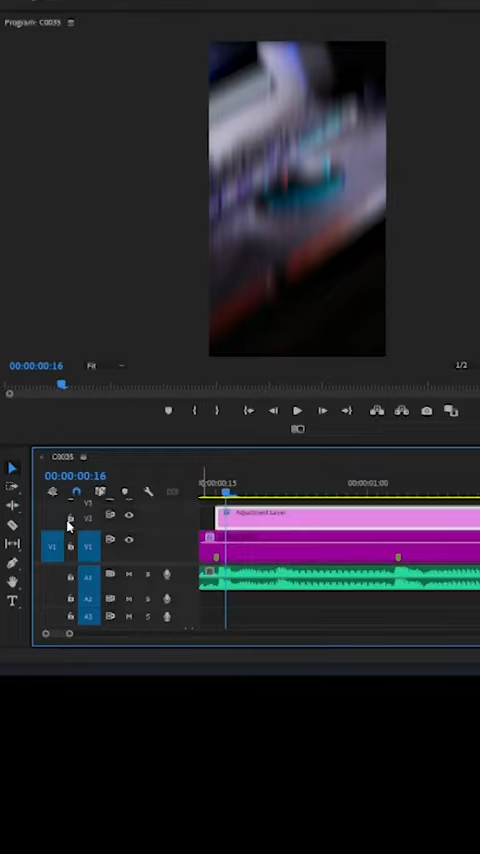 Program: C0035
00:00:00:16
Fit
1/2
C0035
00:00:00:16
:00:00:15
00:00:01:00
V3
V2
Adjustment Layer
V1
V1
A1
M
S
A2
M
S
A3
M
S
T